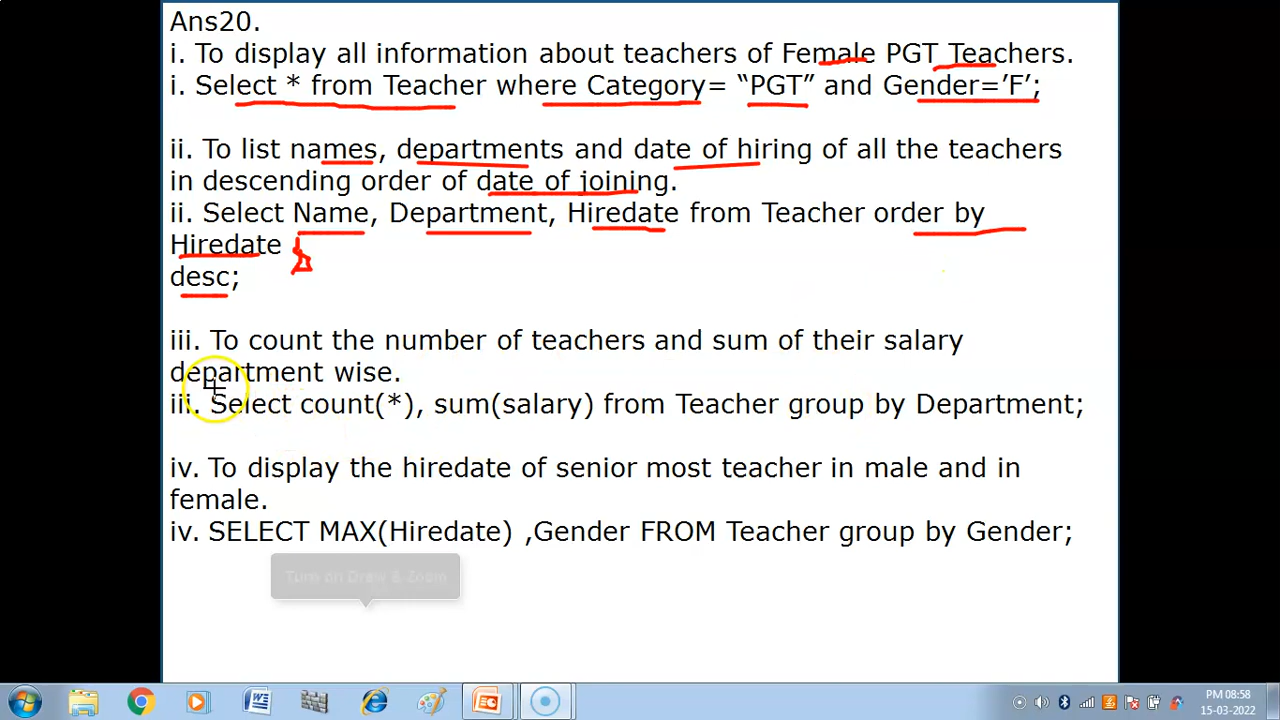 Ans20.
i. To display all information about teachers of Female PGT Teachers.
i. Select * from Teacher where Category= “PGT” and Gender=’F’;
ii. To list names, departments and date of hiring of all the teachers
in descending order of date of joining.
ii. Select Name, Department, Hiredate from Teacher order by
Hiredate
desc;
iii. To count the number of teachers and sum of their salary
department wise.
iii. Select count(*), sum(salary) from Teacher group by Department;
iv. To display the hiredate of senior most teacher in male and in
female.
iv. SELECT MAX(Hiredate) ,Gender FROM Teacher group by Gender;
Turn on Draw & Zoom
PM 08:58
15-03-2022